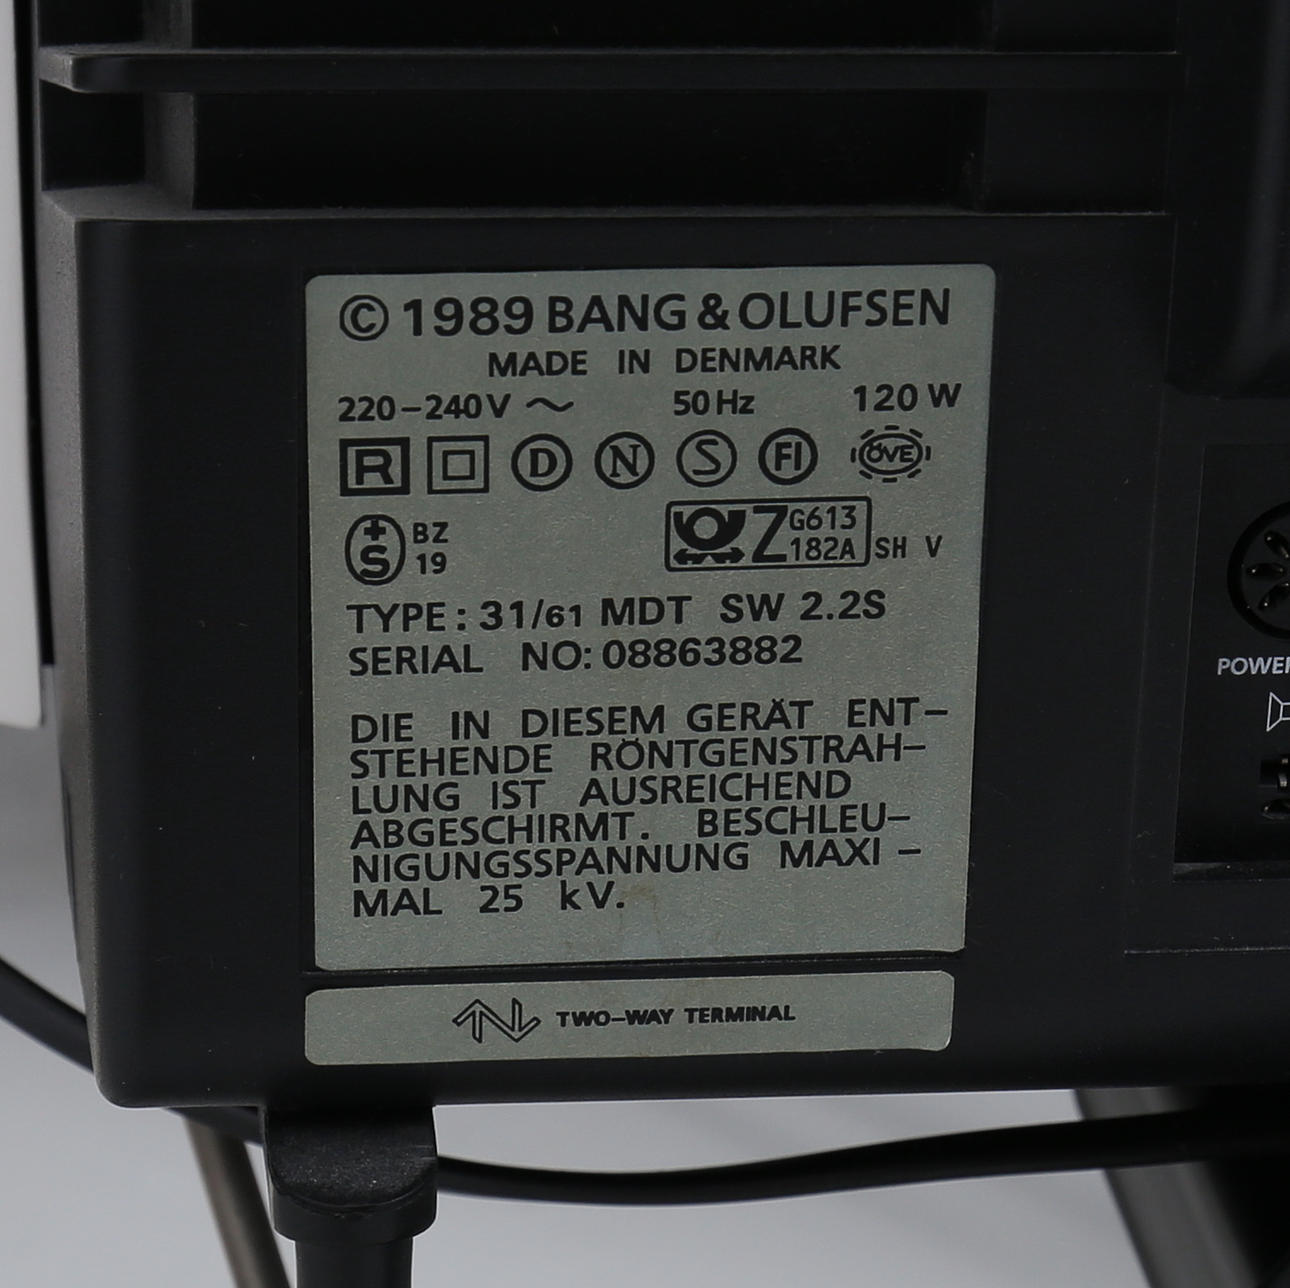 © 1989 BANG & OLUFSEN
MADE IN DENMARK
220-240V ~ 50 Hz 120 W
R D N S FI ÖVE
+S BZ 19
Z G613 182A SH V
TYPE: 31/61 MDT SW 2.2S
SERIAL NO: 08863882
DIE IN DIESEM GERÄT ENT-
STEHENDE RÖNTGENSTRAH-
LUNG IST AUSREICHEND
ABGESCHIRMT. BESCHLEU-
NIGUNGSSPANNUNG MAXI-
MAL 25 kV.
TWO-WAY TERMINAL